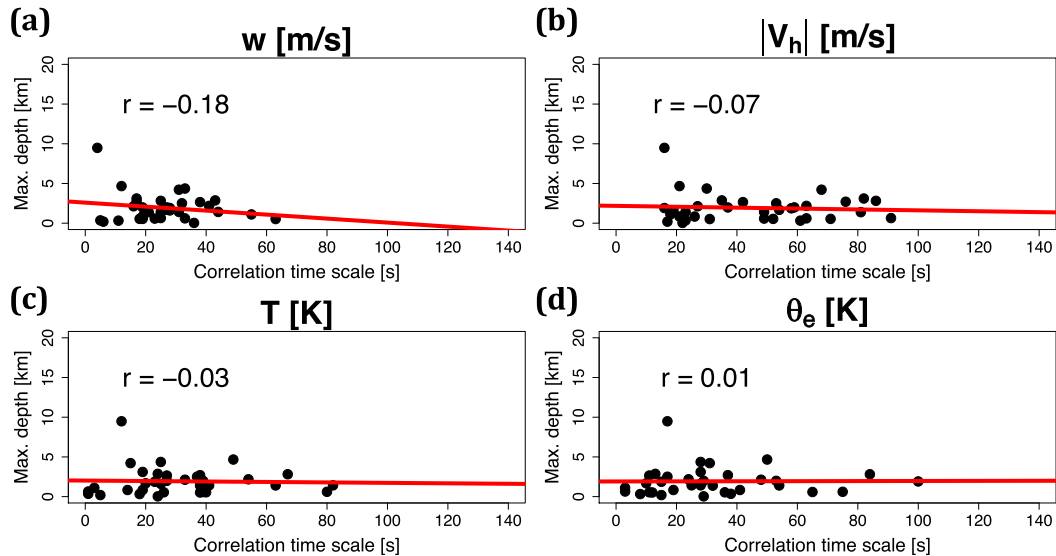 (a)
w [m/s]
Max. depth [km]
20
15
10
5
0
r = −0.18
0 20 40 60 80 100 120 140
Correlation time scale [s]
(b)
|V_h| [m/s]
Max. depth [km]
20
15
10
5
0
r = −0.07
0 20 40 60 80 100 120 140
Correlation time scale [s]
(c)
T [K]
Max. depth [km]
20
15
10
5
0
r = −0.03
0 20 40 60 80 100 120 140
Correlation time scale [s]
(d)
θ_e [K]
Max. depth [km]
20
15
10
5
0
r = 0.01
0 20 40 60 80 100 120 140
Correlation time scale [s]